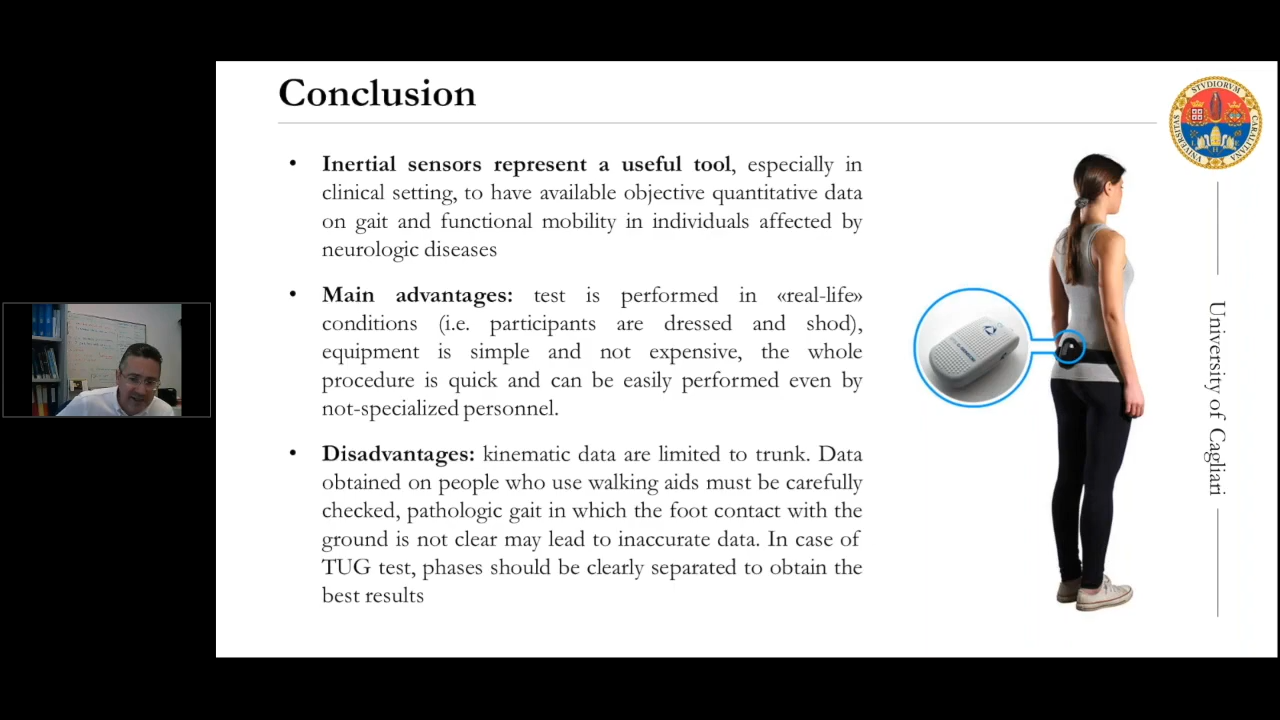 Conclusion
• Inertial sensors represent a useful tool, especially in
clinical setting, to have available objective quantitative data
on gait and functional mobility in individuals affected by
neurologic diseases
• Main advantages: test is performed in «real-life»
conditions (i.e. participants are dressed and shod),
equipment is simple and not expensive, the whole
procedure is quick and can be easily performed even by
not-specialized personnel.
• Disadvantages: kinematic data are limited to trunk. Data
obtained on people who use walking aids must be carefully
checked, pathologic gait in which the foot contact with the
ground is not clear may lead to inaccurate data. In case of
TUG test, phases should be clearly separated to obtain the
best results
University of Cagliari